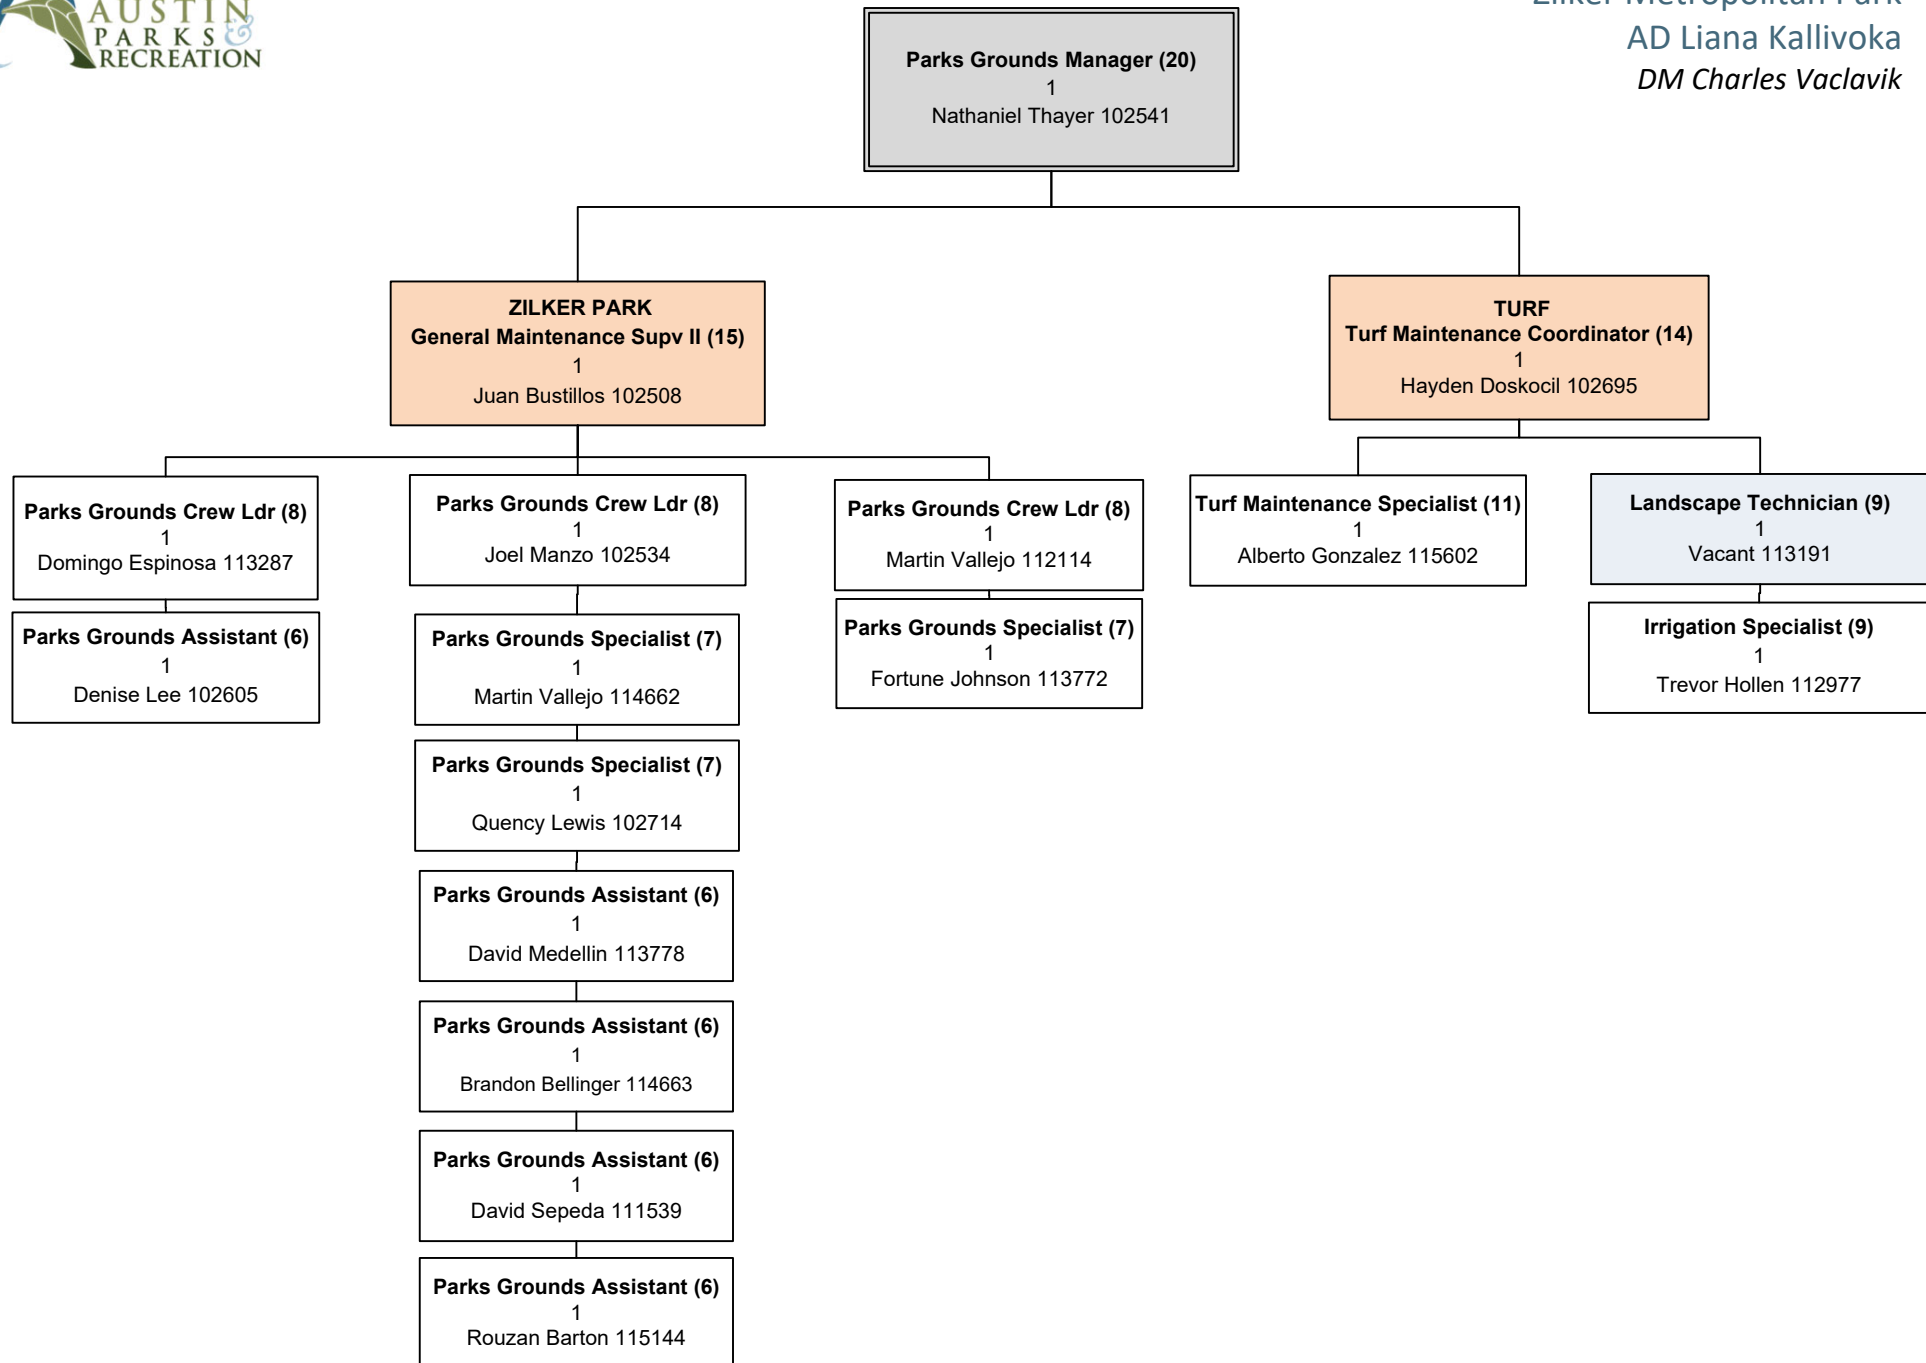 AUSTIN
PARKS &
RECREATION
Zilker Metropolitan Park
AD Liana Kallivoka
DM Charles Vaclavik
Parks Grounds Manager (20)
1
Nathaniel Thayer 102541
ZILKER PARK
General Maintenance Supv II (15)
1
Juan Bustillos 102508
TURF
Turf Maintenance Coordinator (14)
1
Hayden Doskocil 102695
Parks Grounds Crew Ldr (8)
1
Domingo Espinosa 113287
Parks Grounds Assistant (6)
1
Denise Lee 102605
Parks Grounds Crew Ldr (8)
1
Joel Manzo 102534
Parks Grounds Specialist (7)
1
Martin Vallejo 114662
Parks Grounds Specialist (7)
1
Quency Lewis 102714
Parks Grounds Assistant (6)
1
David Medellin 113778
Parks Grounds Assistant (6)
1
Brandon Bellinger 114663
Parks Grounds Assistant (6)
1
David Sepeda 111539
Parks Grounds Assistant (6)
1
Rouzan Barton 115144
Parks Grounds Crew Ldr (8)
1
Martin Vallejo 112114
Parks Grounds Specialist (7)
1
Fortune Johnson 113772
Turf Maintenance Specialist (11)
1
Alberto Gonzalez 115602
Landscape Technician (9)
1
Vacant 113191
Irrigation Specialist (9)
1
Trevor Hollen 112977